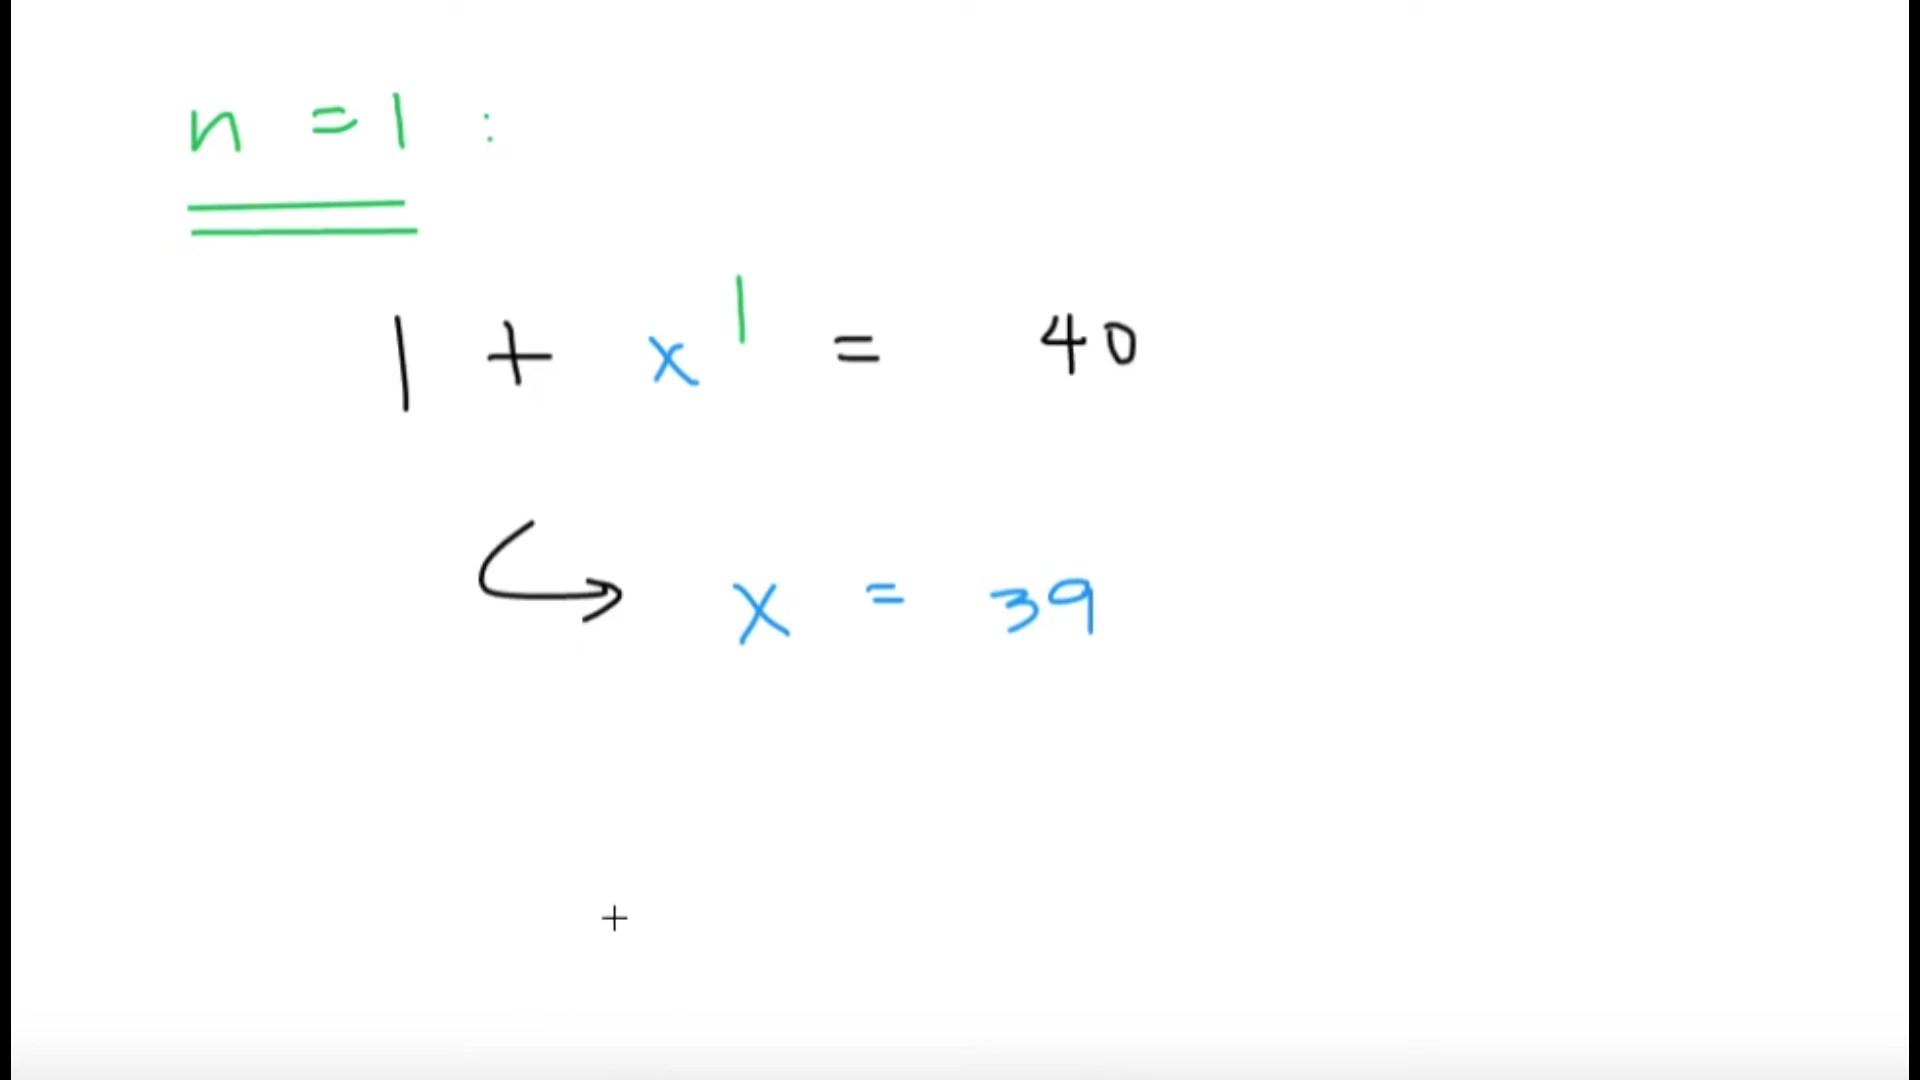 n = 1 :
1 + x¹ = 40
x = 39